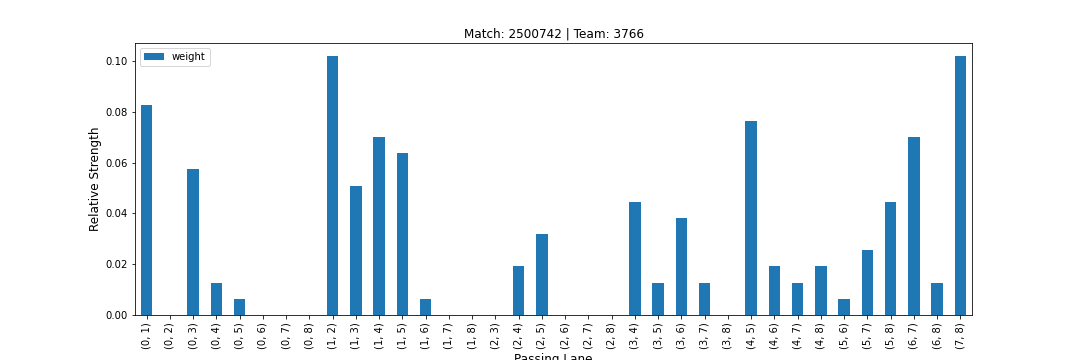 Match: 2500742 | Team: 3766
weight
Relative Strength
0.10
0.08
0.06
0.04
0.02
0.00
(0, 1) (0, 2) (0, 3) (0, 4) (0, 5) (0, 6) (0, 7) (0, 8) (1, 2) (1, 3) (1, 4) (1, 5) (1, 6) (1, 7) (1, 8) (2, 3) (2, 4) (2, 5) (2, 6) (2, 7) (2, 8) (3, 4) (3, 5) (3, 6) (3, 7) (3, 8) (4, 5) (4, 6) (4, 7) (4, 8) (5, 6) (5, 7) (5, 8) (6, 7) (6, 8) (7, 8)
Passing Lane